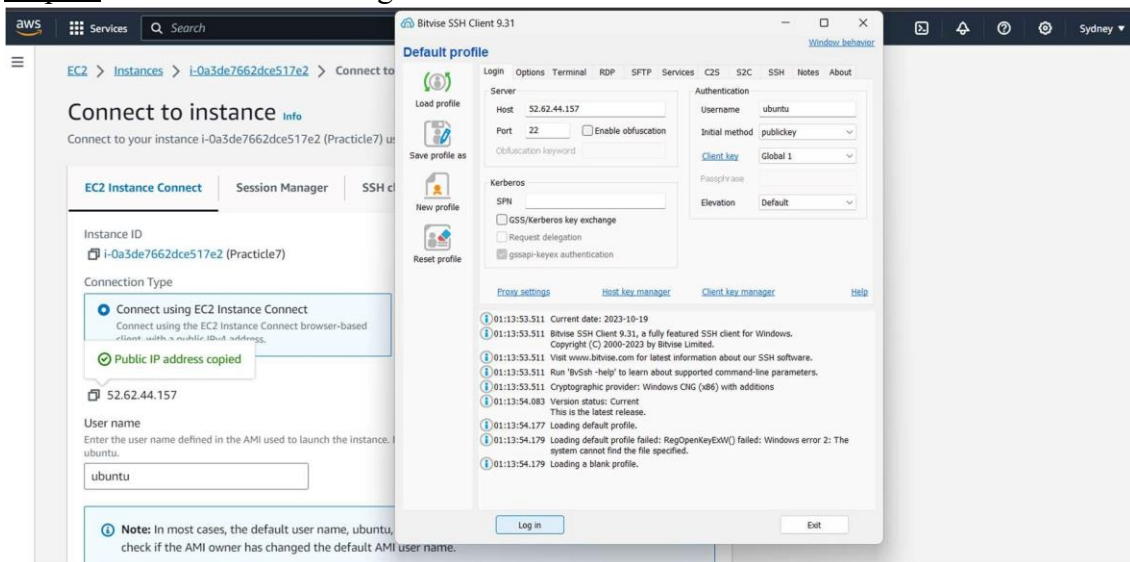 aws
Services
Search
Sydney
EC2 > Instances > i-0a3de7662dce517e2 > Connect to
Connect to instance Info
Connect to your instance i-0a3de7662dce517e2 (Practicle7) u
EC2 Instance Connect
Session Manager
SSH cl
Instance ID
i-0a3de7662dce517e2 (Practicle7)
Connection Type
Connect using EC2 Instance Connect
Connect using the EC2 Instance Connect browser-based
client, with a public IPv4 address.
Public IP address copied
52.62.44.157
User name
Enter the user name defined in the AMI used to launch the instance.
ubuntu.
ubuntu
Note: In most cases, the default user name, ubuntu,
check if the AMI owner has changed the default AMI user name.
Bitvise SSH Client 9.31
Default profile
Window behavior
Load profile
Save profile as
New profile
Reset profile
Login Options Terminal RDP SFTP Services C2S S2C SSH Notes About
Server
Host 52.62.44.157
Port 22 Enable obfuscation
Obfuscation keyword
Kerberos
SPN
GSS/Kerberos key exchange
Request delegation
gssapi-keyex authentication
Authentication
Username ubuntu
Initial method publickey
Client key Global 1
Passphrase
Elevation Default
Proxy settings Host key manager Client key manager Help
01:13:53.511 Current date: 2023-10-19
01:13:53.511 Bitvise SSH Client 9.31, a fully featured SSH client for Windows.
Copyright (C) 2000-2023 by Bitvise Limited.
01:13:53.511 Visit www.bitvise.com for latest information about our SSH software.
01:13:53.511 Run 'BvSsh -help' to learn about supported command-line parameters.
01:13:53.511 Cryptographic provider: Windows CNG (x86) with additions
01:13:54.083 Version status: Current
This is the latest release.
01:13:54.177 Loading default profile.
01:13:54.179 Loading default profile failed: RegOpenKeyExW() failed: Windows error 2: The
system cannot find the file specified.
01:13:54.179 Loading a blank profile.
Log in
Exit